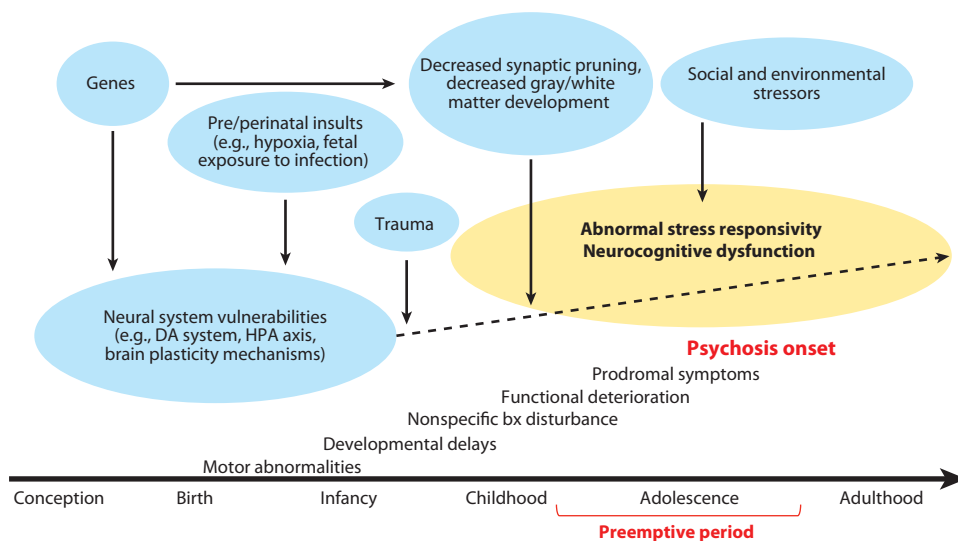 Genes
Decreased synaptic pruning,
decreased gray/white
matter development
Social and environmental
stressors
Pre/perinatal insults
(e.g., hypoxia, fetal
exposure to infection)
Trauma
Abnormal stress responsivity
Neurocognitive dysfunction
Neural system vulnerabilities
(e.g., DA system, HPA axis,
brain plasticity mechanisms)
Psychosis onset
Prodromal symptoms
Functional deterioration
Nonspecific bx disturbance
Developmental delays
Motor abnormalities
Conception Birth Infancy Childhood Adolescence Adulthood
Preemptive period